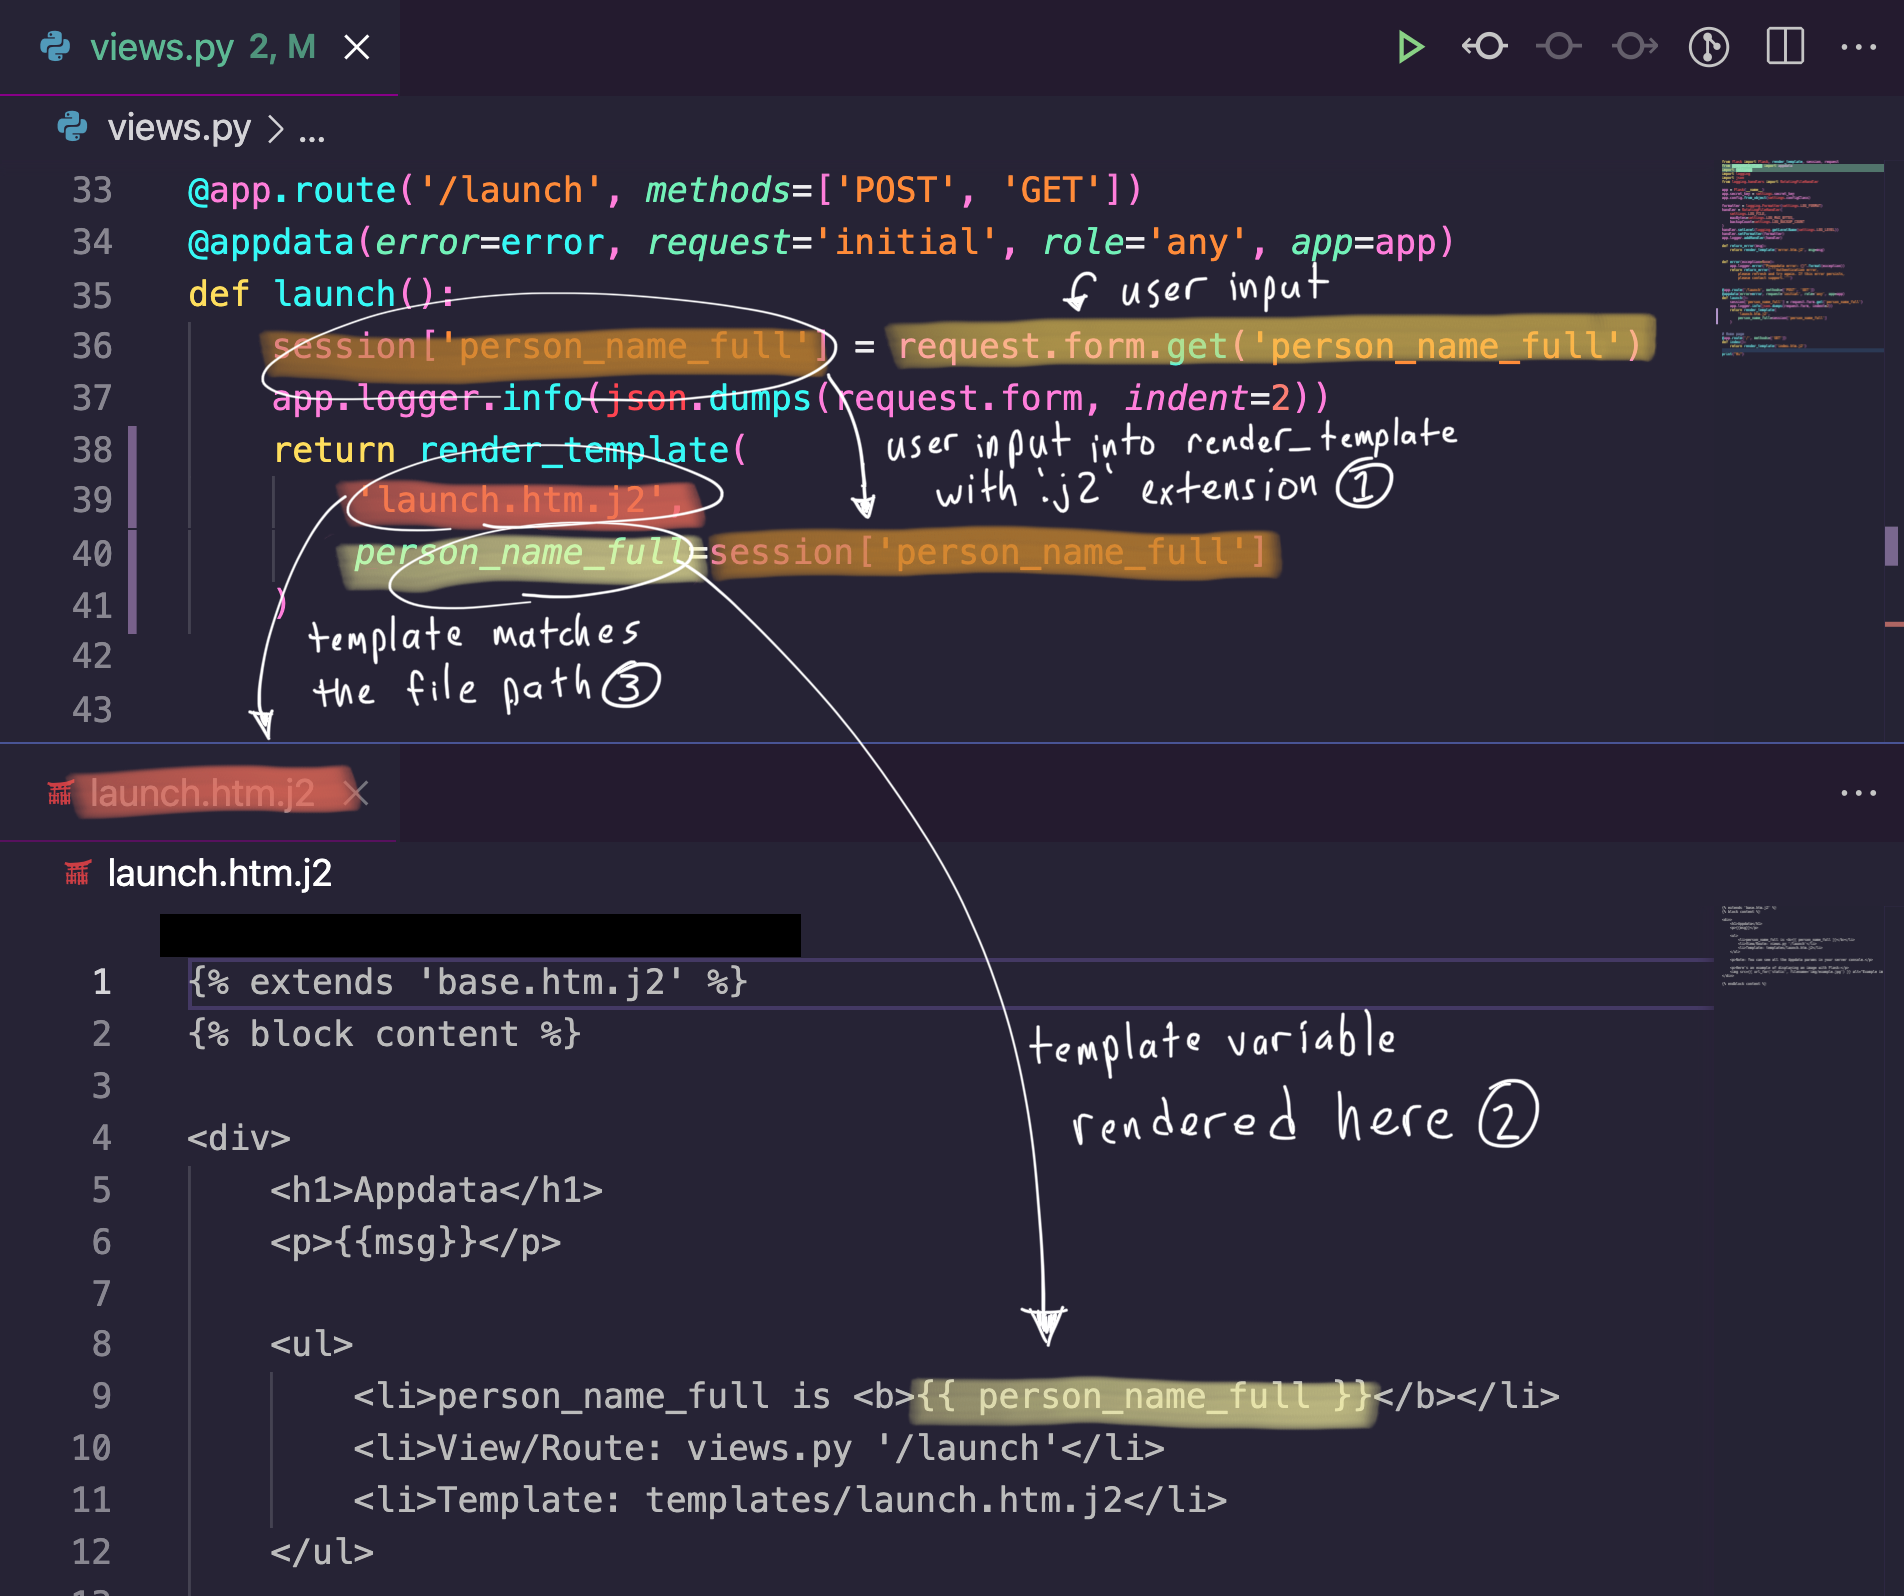 views.py 2, M
views.py > ...
33 @app.route('/launch', methods=['POST', 'GET'])
34 @appdata(error=error, request='initial', role='any', app=app)
35 def launch():
user input
36 session['person_name_full'] = request.form.get('person_name_full')
37 app.logger.info(json.dumps(request.form, indent=2))
38 return render_template(
user input into render_template
with '.j2' extension 1
39 'launch.htm.j2',
40 person_name_full=session['person_name_full']
41 )
template matches
the file path 3
42
43
launch.htm.j2
launch.htm.j2
1 {% extends 'base.htm.j2' %}
2 {% block content %}
template variable
rendered here 2
3
4 <div>
5 <h1>Appdata</h1>
6 <p>{{msg}}</p>
7
8 <ul>
9 <li>person_name_full is <b>{{ person_name_full }}</b></li>
10 <li>View/Route: views.py '/launch'</li>
11 <li>Template: templates/launch.htm.j2</li>
12 </ul>